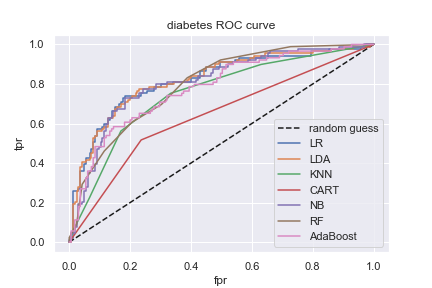 diabetes ROC curve
1.0
0.8
0.6
0.4
0.2
0.0
tpr
0.0 0.2 0.4 0.6 0.8 1.0
fpr
random guess
LR
LDA
KNN
CART
NB
RF
AdaBoost